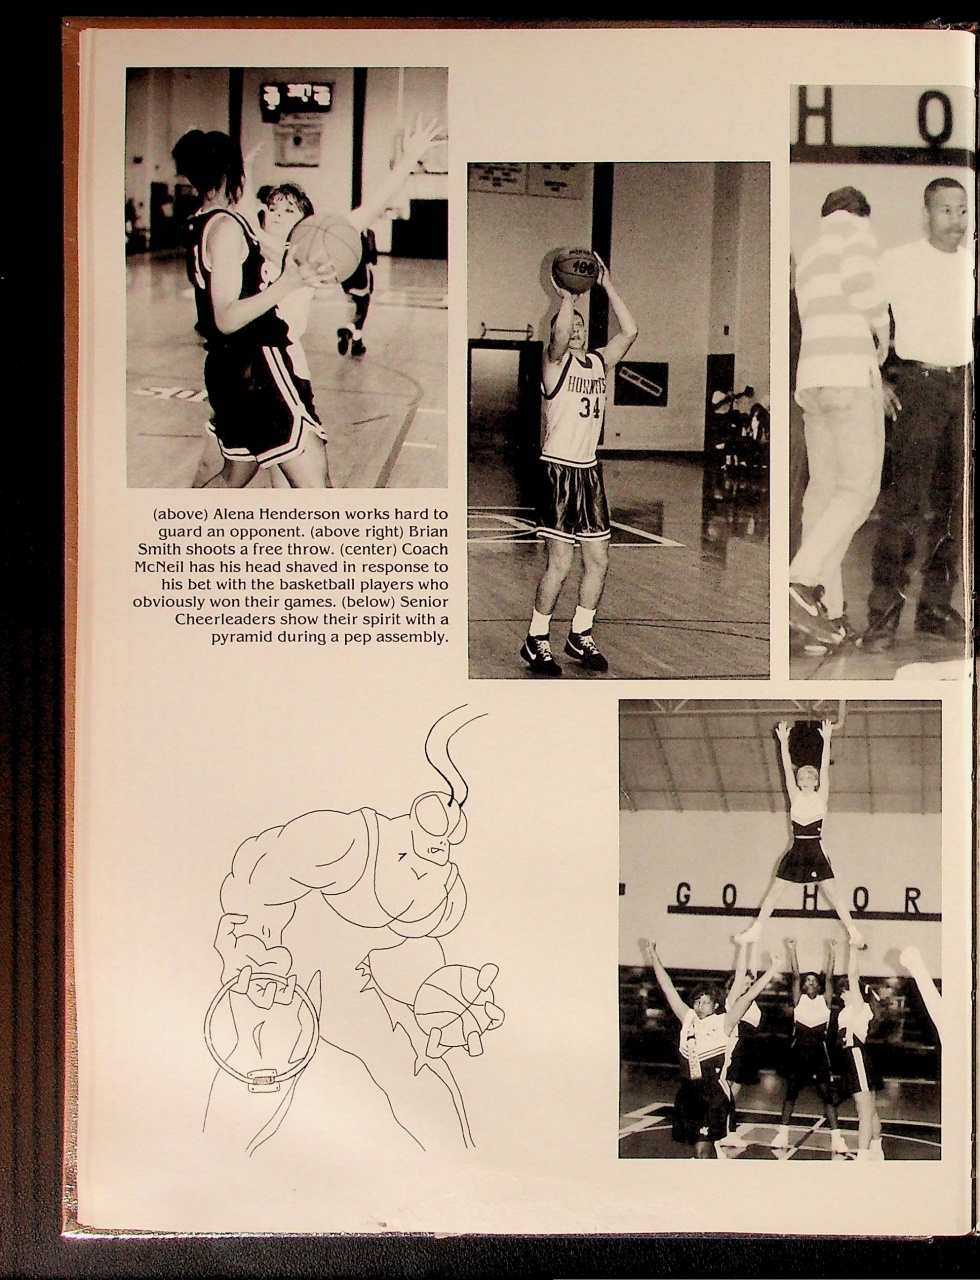 H O
HORNETS
34
(above) Alena Henderson works hard to
guard an opponent. (above right) Brian
Smith shoots a free throw. (center) Coach
McNeil has his head shaved in response to
his bet with the basketball players who
obviously won their games. (below) Senior
Cheerleaders show their spirit with a
pyramid during a pep assembly.
GO HOR